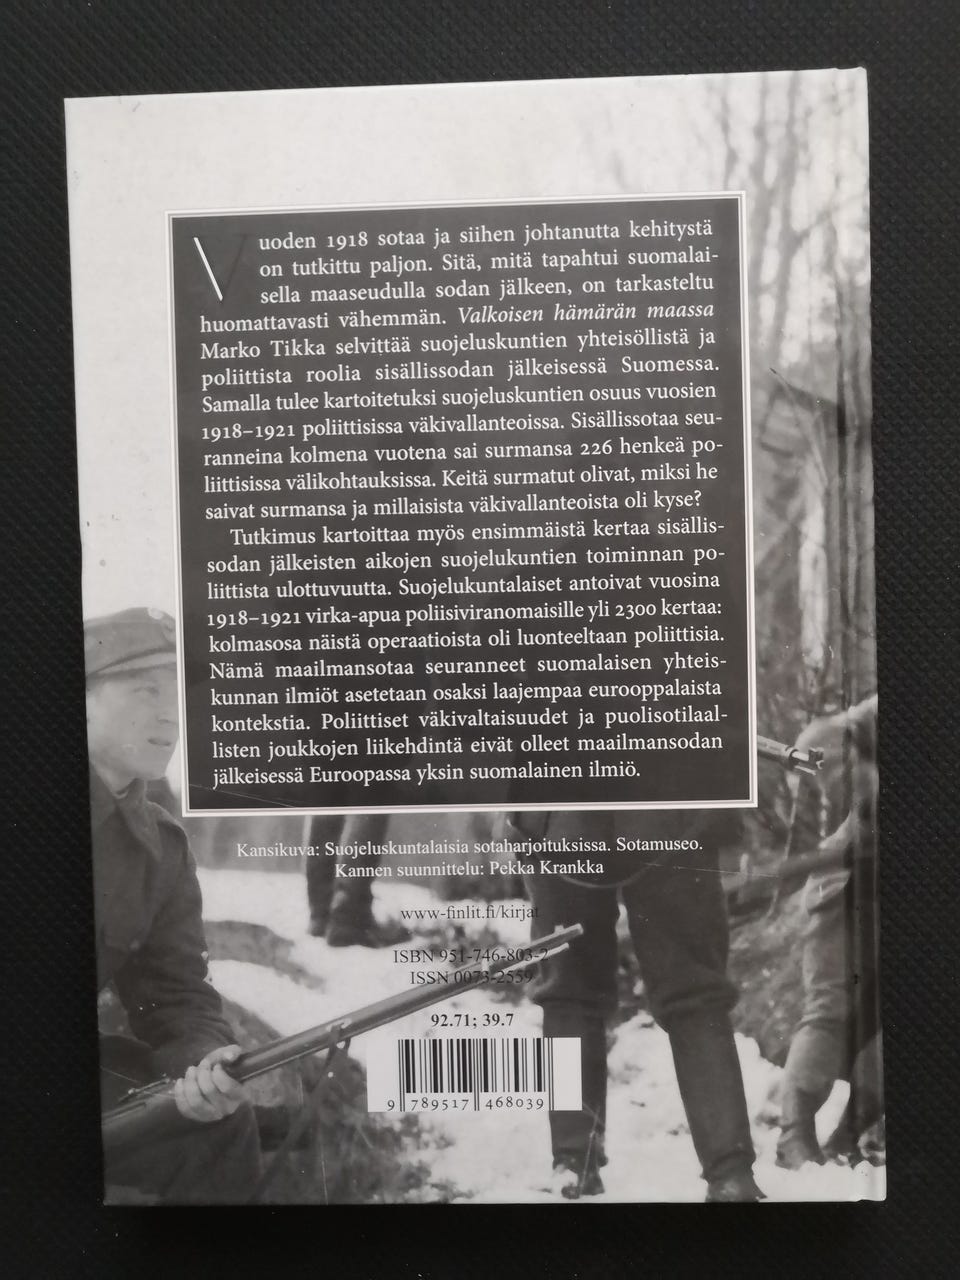 Vuoden 1918 sotaa ja siihen johtanutta kehitystä
on tutkittu paljon. Sitä, mitä tapahtui suomalai-
sella maaseudulla sodan jälkeen, on tarkasteltu
huomattavasti vähemmän. Valkoisen hämärän maassa
Marko Tikka selvittää suojeluskuntien yhteisöllistä ja
poliittista roolia sisällissodan jälkeisessä Suomessa.
Samalla tulee kartoitetuksi suojeluskuntien osuus vuosien
1918–1921 poliittisissa väkivallanteoissa. Sisällissotaa seu-
ranneina kolmena vuotena sai surmansa 226 henkeä po-
liittisissa välikohtauksissa. Keitä surmatut olivat, miksi he
saivat surmansa ja millaisista väkivallanteoista oli kyse?
Tutkimus kartoittaa myös ensimmäistä kertaa sisällis-
sodan jälkeisten aikojen suojelukuntien toiminnan po-
liittista ulottuvuutta. Suojelukuntalaiset antoivat vuosina
1918–1921 virka-apua poliisiviranomaisille yli 2300 kertaa:
kolmasosa näistä operaatioista oli luonteeltaan poliittisia.
Nämä maailmansotaa seuranneet suomalaisen yhteis-
kunnan ilmiöt asetetaan osaksi laajempaa eurooppalaista
kontekstia. Poliittiset väkivaltaisuudet ja puolisotilaal-
listen joukkojen liikehdintä eivät olleet maailmansodan
jälkeisessä Euroopassa yksin suomalainen ilmiö.
Kansikuva: Suojeluskuntalaisia sotaharjoituksissa. Sotamuseo.
Kannen suunnittelu: Pekka Krankka
www-finlit.fi/kirjat
ISBN 951-746-803-2
ISSN 0073-2559
92.71; 39.7
9 789517 468039